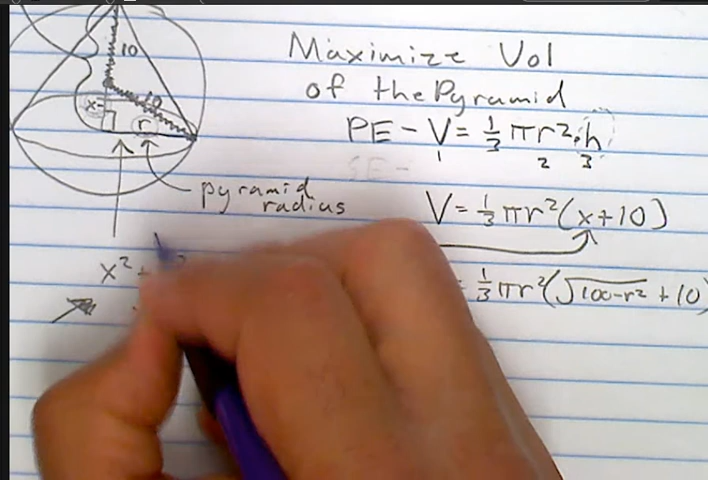 10
x
10
r
Maximize Vol
of the Pyramid
PE - V = 1/3 πr²·h
1 2 3
SE -
pyramid
radius
V = 1/3 πr²(x+10)
x² +
= 1/3 πr²(√100-r² + 10)